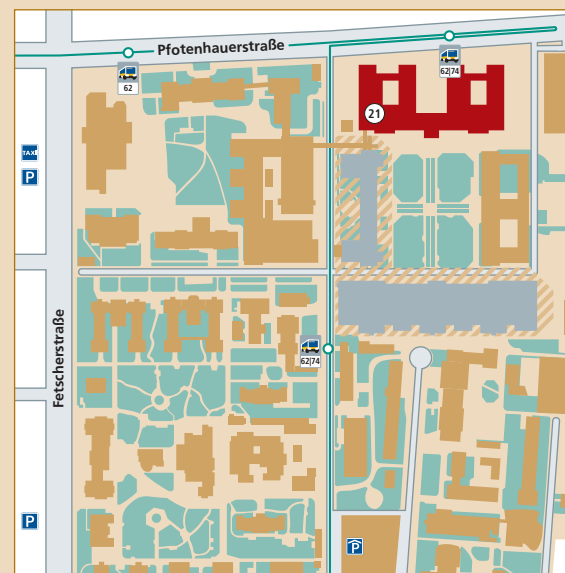 Pfotenhauerstraße
62
62|74
21
TAXI
P
Fetscherstraße
62|74
P
P